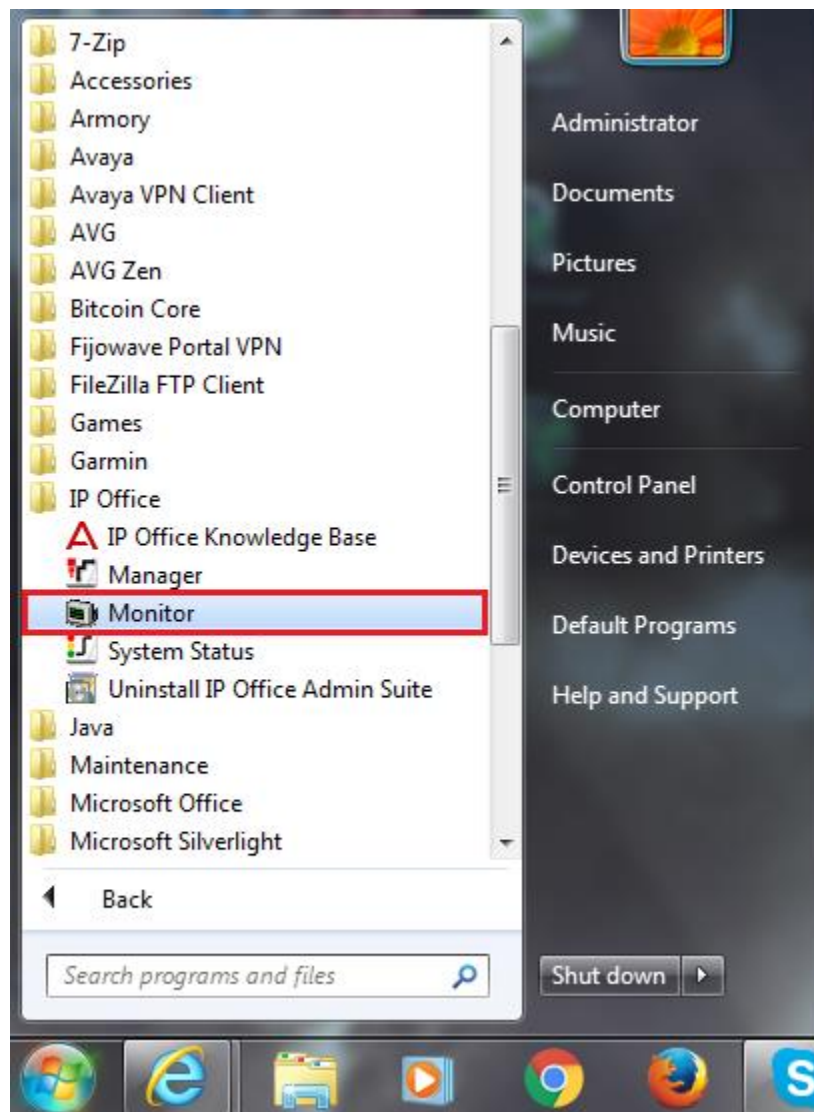 7-Zip
Accessories
Armory
Avaya
Avaya VPN Client
AVG
AVG Zen
Bitcoin Core
Fijowave Portal VPN
FileZilla FTP Client
Games
Garmin
IP Office
IP Office Knowledge Base
Manager
Monitor
System Status
Uninstall IP Office Admin Suite
Java
Maintenance
Microsoft Office
Microsoft Silverlight
Back
Search programs and files
Administrator
Documents
Pictures
Music
Computer
Control Panel
Devices and Printers
Default Programs
Help and Support
Shut down